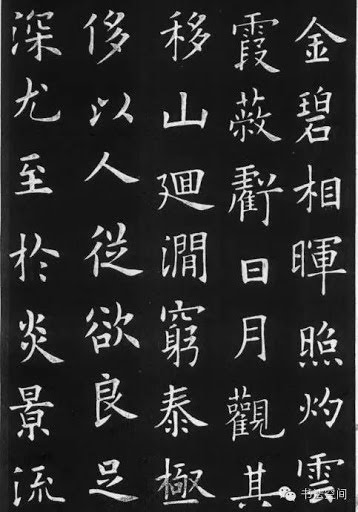 金碧相暉照灼雲
霞蔽虧日月觀其
移山廻澗窮泰極
侈以人從欲良足
深尤至於炎景流
书法空间